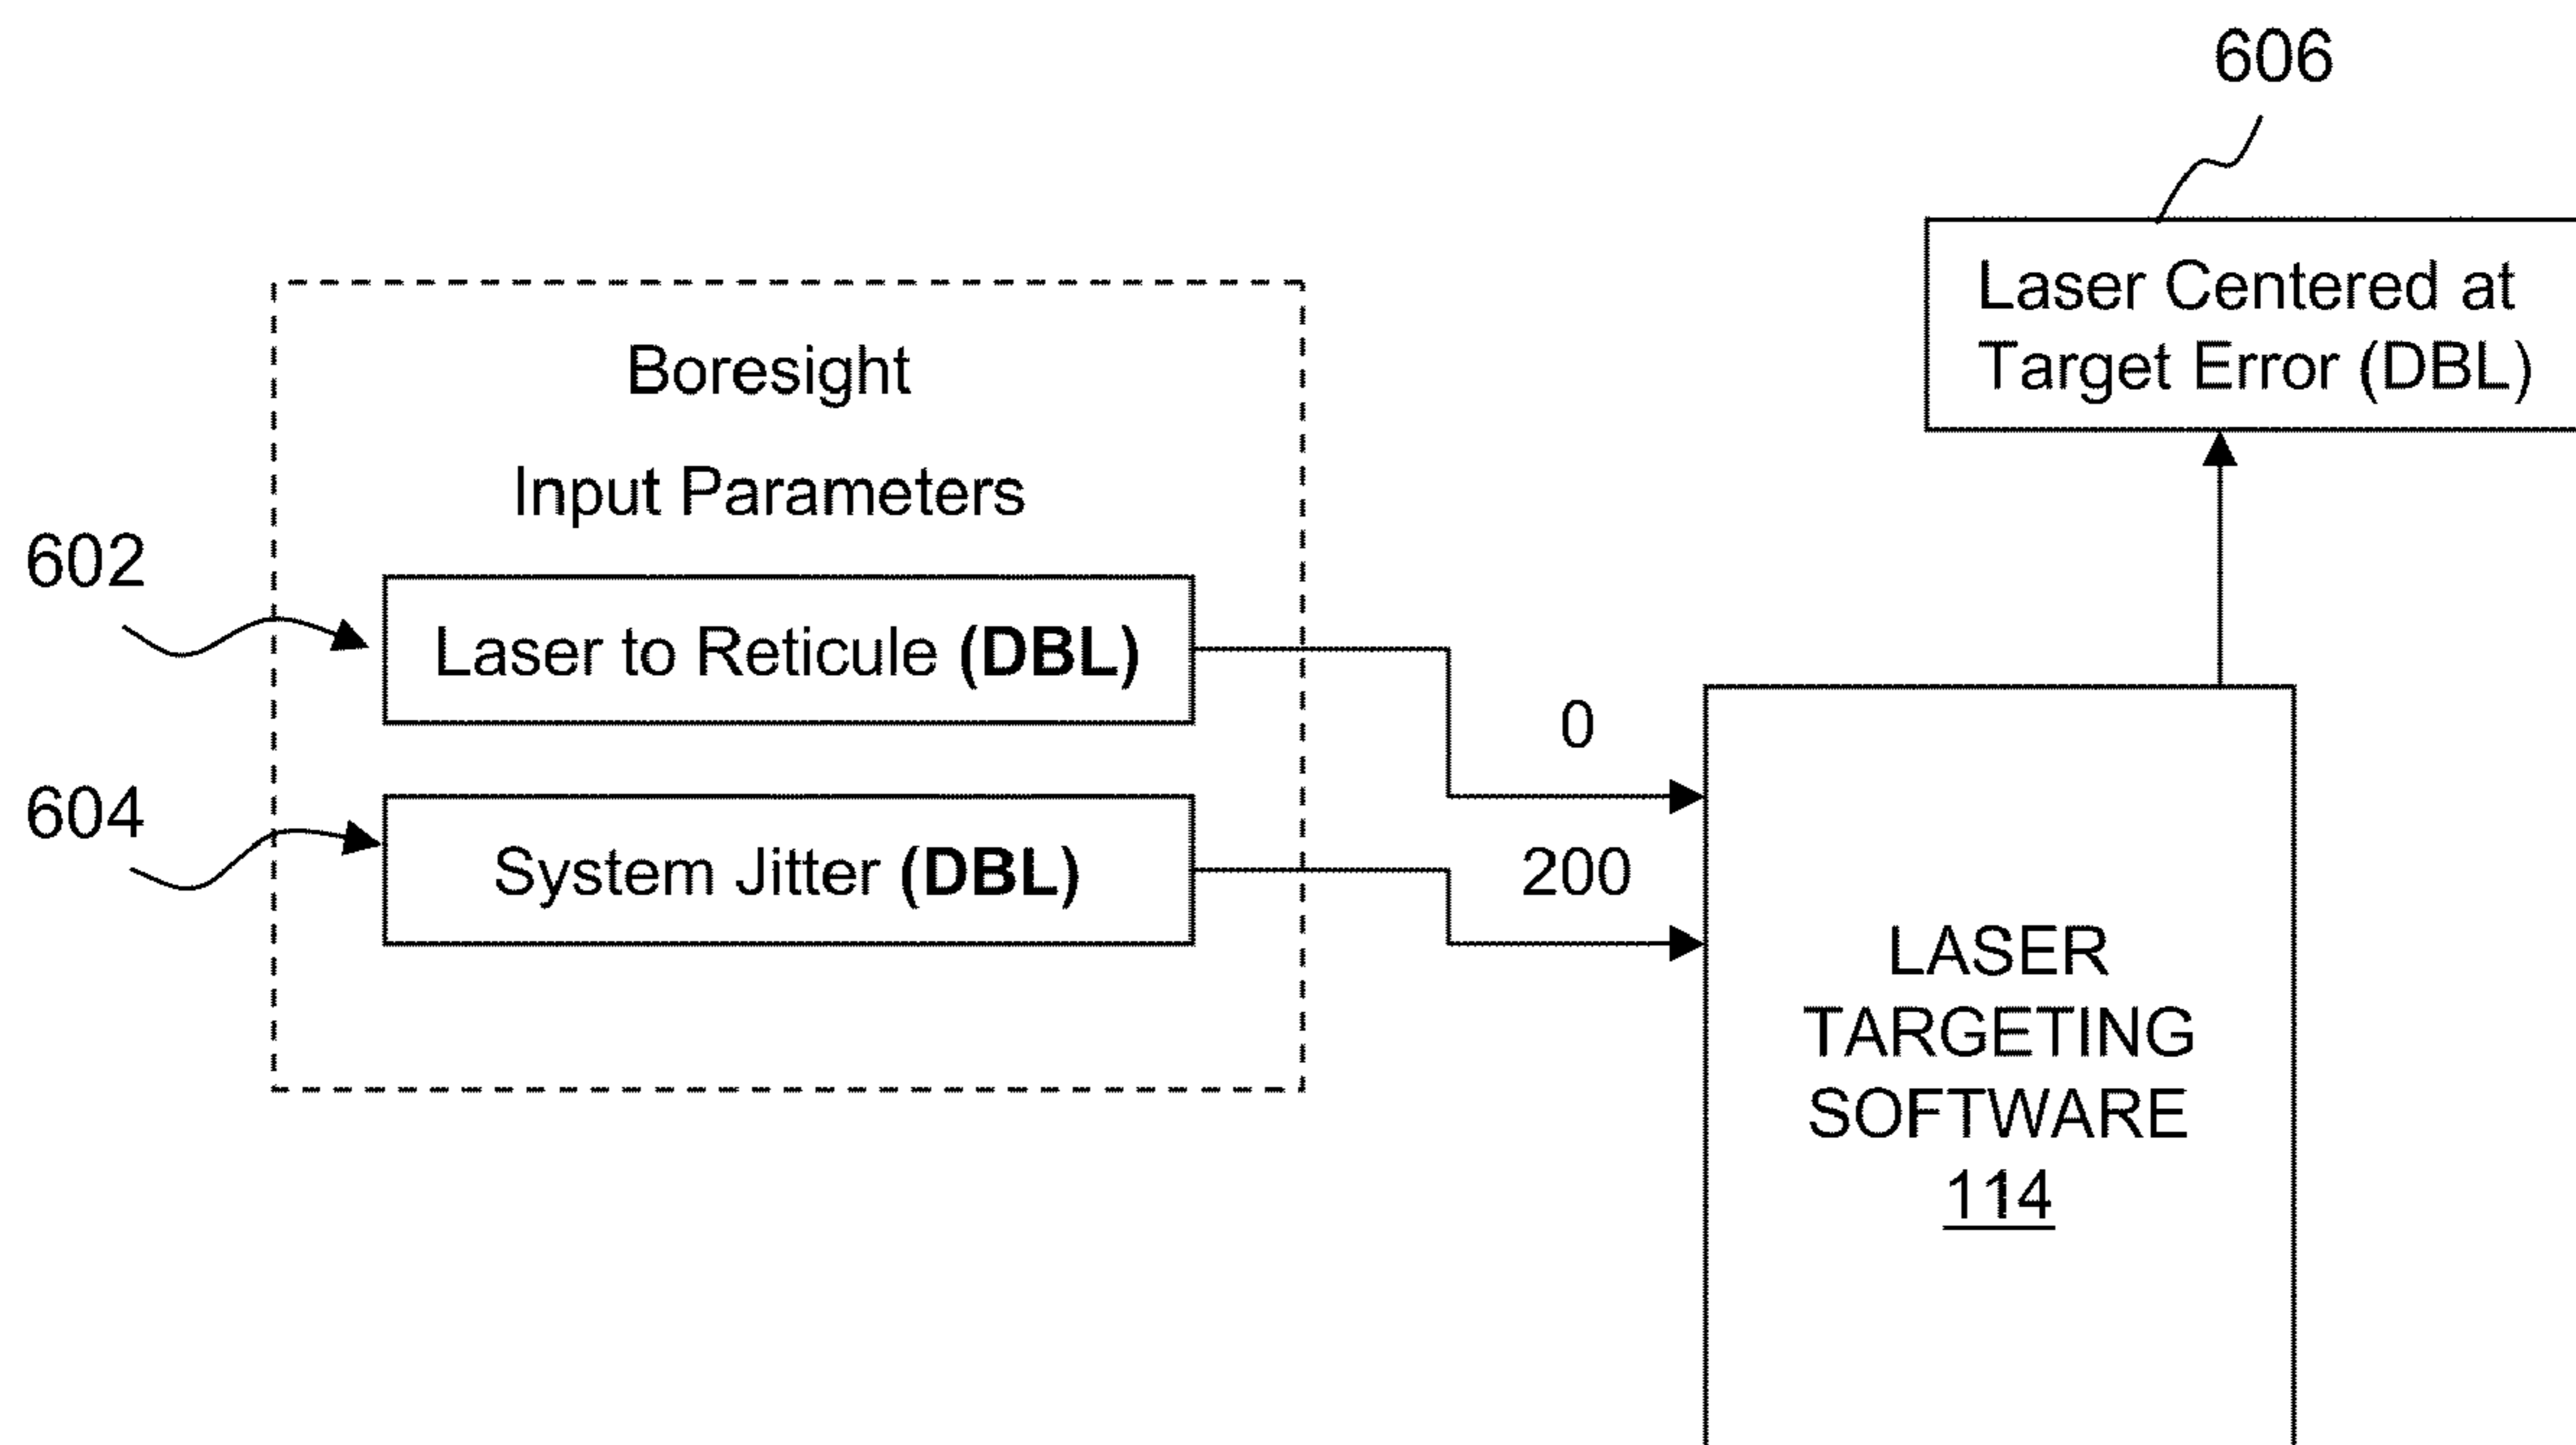 606
Laser Centered at
Target Error (DBL)
Boresight
Input Parameters
602
Laser to Reticule (DBL)
0
604
System Jitter (DBL)
200
LASER
TARGETING
SOFTWARE
114